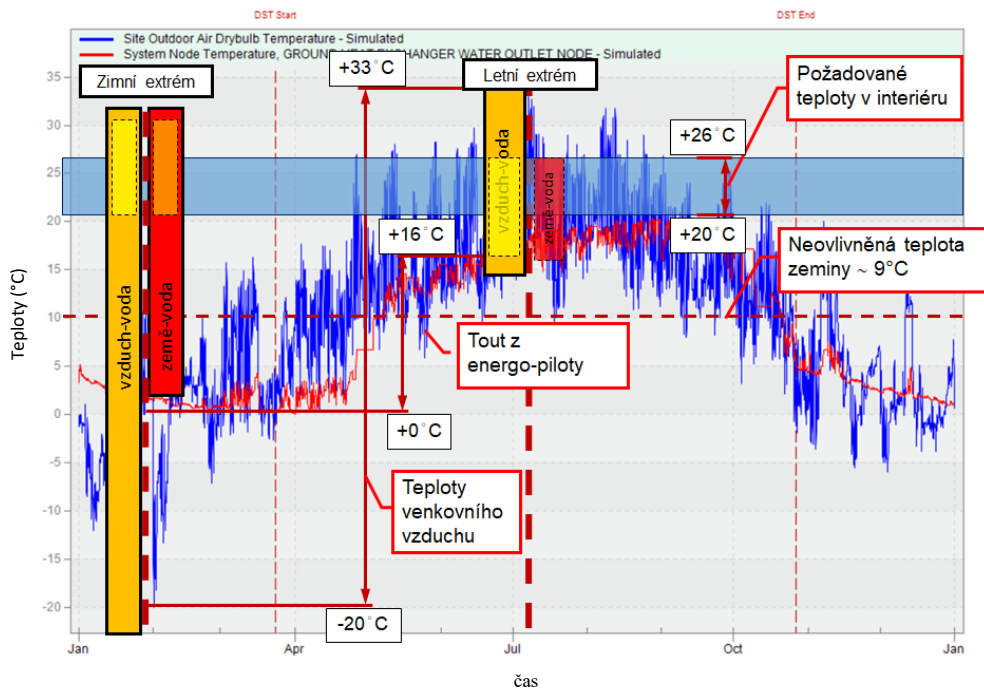 DST Start
DST End
Site Outdoor Air Drybulb Temperature - Simulated
System Node Temperature, GROUND HEAT EXCHANGER WATER OUTLET NODE - Simulated
Zimní extrém
+33°C
Letní extrém
Požadované
teploty v interiéru
+26°C
+20°C
+16°C
Neovlivněná teplota
zeminy ~ 9°C
vzduch-voda
země-voda
vzduch-voda
země-voda
Tout z
energo-piloty
+0°C
Teploty
venkovního
vzduchu
-20°C
Teploty (°C)
35
30
25
20
15
10
5
0
-5
-10
-15
-20
Jan
Apr
Jul
Oct
Jan
čas